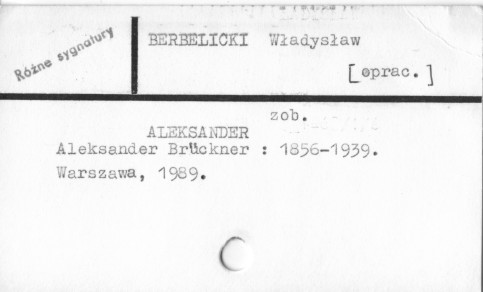 Różne sygnatury
BERBELICKI Władysław
[oprac.]
zob.
ALEKSANDER
Aleksander Brückner : 1856-1939.
Warszawa, 1989.